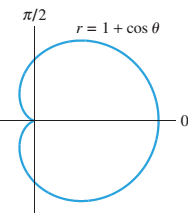 π/2
r = 1 + cos θ
0